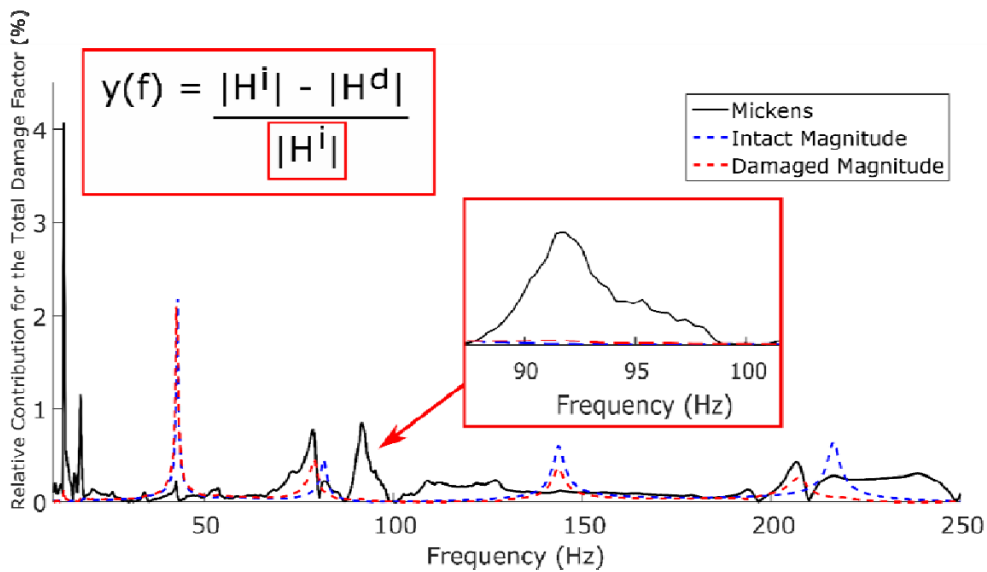 Relative Contribution for the Total Damage Factor (%)
y(f) = |Hⁱ| - |Hᵈ|
|Hⁱ|
Mickens
Intact Magnitude
Damaged Magnitude
4
3
2
1
0
90 95 100
Frequency (Hz)
50 100 150 200 250
Frequency (Hz)